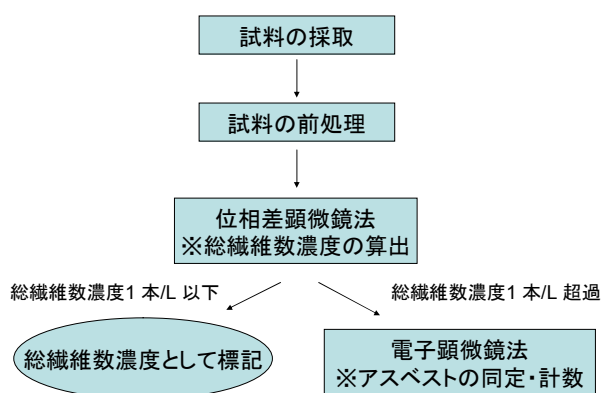 試料の採取
試料の前処理
位相差顕微鏡法
※総繊維数濃度の算出
総繊維数濃度1 本/L 以下
総繊維数濃度1 本/L 超過
総繊維数濃度として標記
電子顕微鏡法
※アスベストの同定・計数